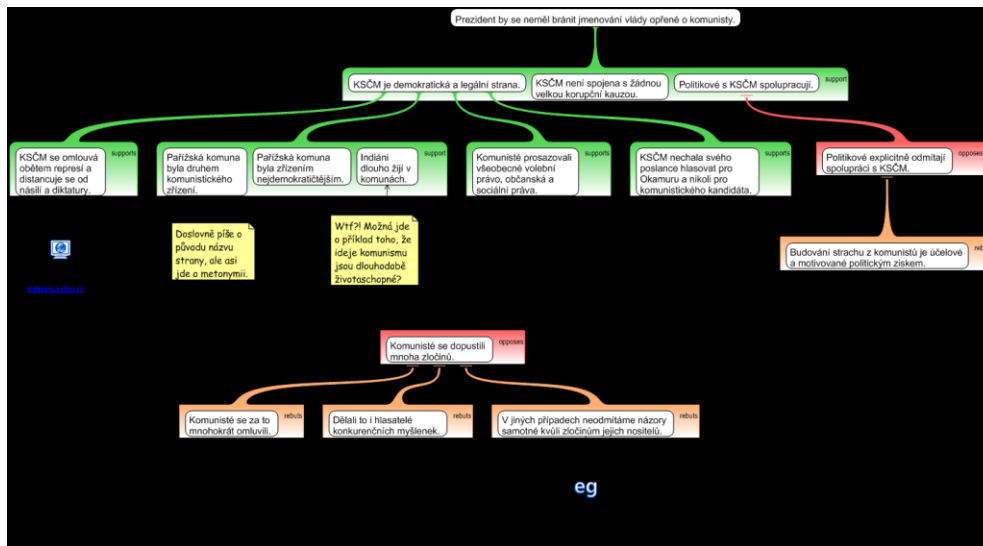 Prezident by se neměl bránit jmenování vlády opřené o komunisty.
KSČM je demokratická a legální strana.
KSČM není spojena s žádnou
velkou korupční kauzou.
Politikové s KSČM spolupracují.
support
KSČM se omlouvá
obětem represí a
distancuje se od
násilí a diktatury.
supports
Pařížská komuna
byla druhem
komunistického
zřízení.
Pařížská komuna
byla zřízením
nejdemokratičtějším.
Indiáni
dlouho žijí v
komunách.
support
Komunisté prosazovali
všeobecné volební
právo, občanská a
sociální práva.
supports
KSČM nechala svého
poslance hlasovat pro
Okamuru a nikoli pro
komunistického kandidáta.
supports
Politikové explicitně odmítají
spolupráci s KSČM.
opposes
Doslovně píše o
původu názvu
strany, ale asi
jde o metonymii.
Wtf?! Možná jde
o příklad toho, že
ideje komunismu
jsou dlouhodobě
životaschopné?
Budování strachu z komunistů je účelové
a motivované politickým ziskem.
reb
Komunisté se dopustili
mnoha zločinů.
opposes
Komunisté se za to
mnohokrát omluvili.
rebuts
Dělali to i hlasatelé
konkurenčních myšlenek.
rebuts
V jiných případech neodmítáme názory
samotné kvůli zločinům jejich nositelů.
rebuts
eg